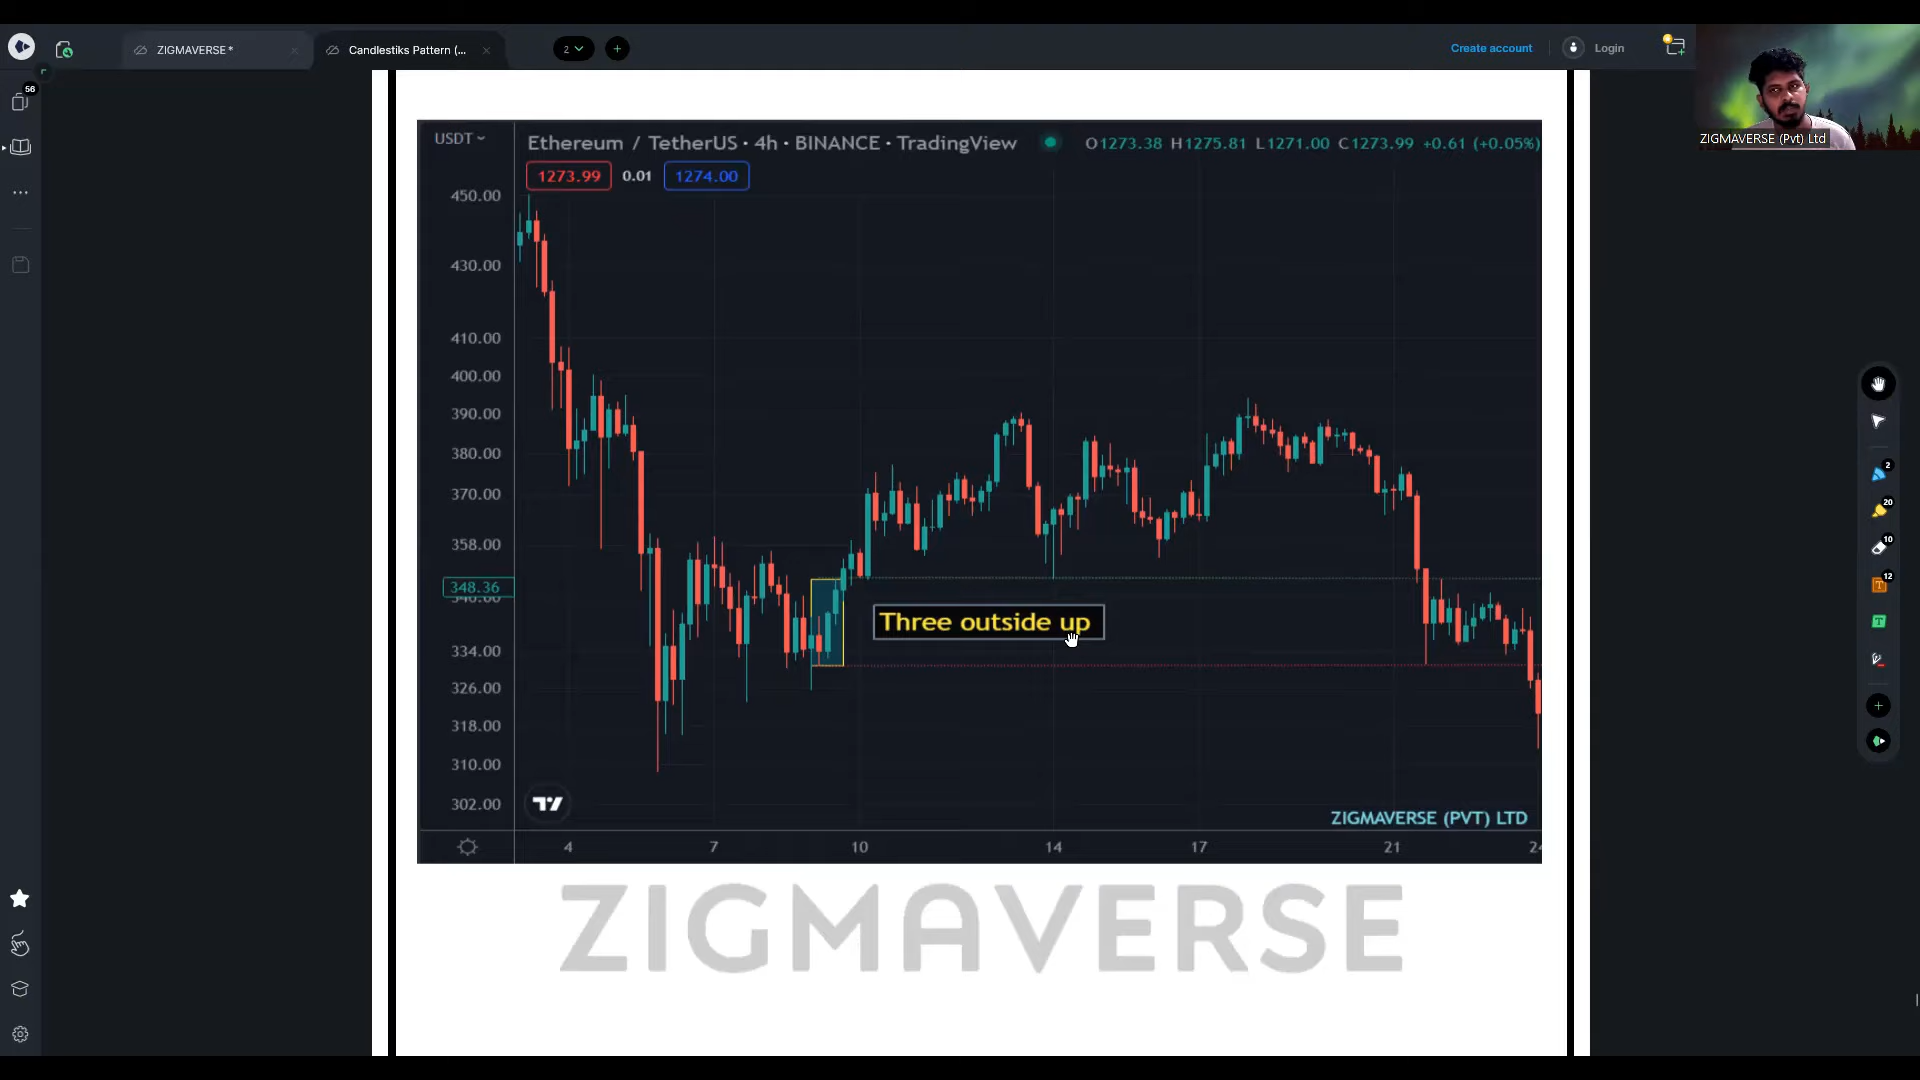 ZIGMAVERSE*
Candlestiks Pattern (...
2
Create account
Login
56
ZIGMAVERSE (Pvt) Ltd
USDT
Ethereum / TetherUS · 4h · BINANCE · TradingView
O1273.38 H1275.81 L1271.00 C1273.99 +0.61 (+0.05%)
1273.99
0.01
1274.00
450.00
430.00
410.00
400.00
390.00
380.00
370.00
358.00
348.36
334.00
326.00
318.00
310.00
302.00
Three outside up
ZIGMAVERSE (PVT) LTD
4
7
10
14
17
21
2
20
10
12
ZIGMAVERSE